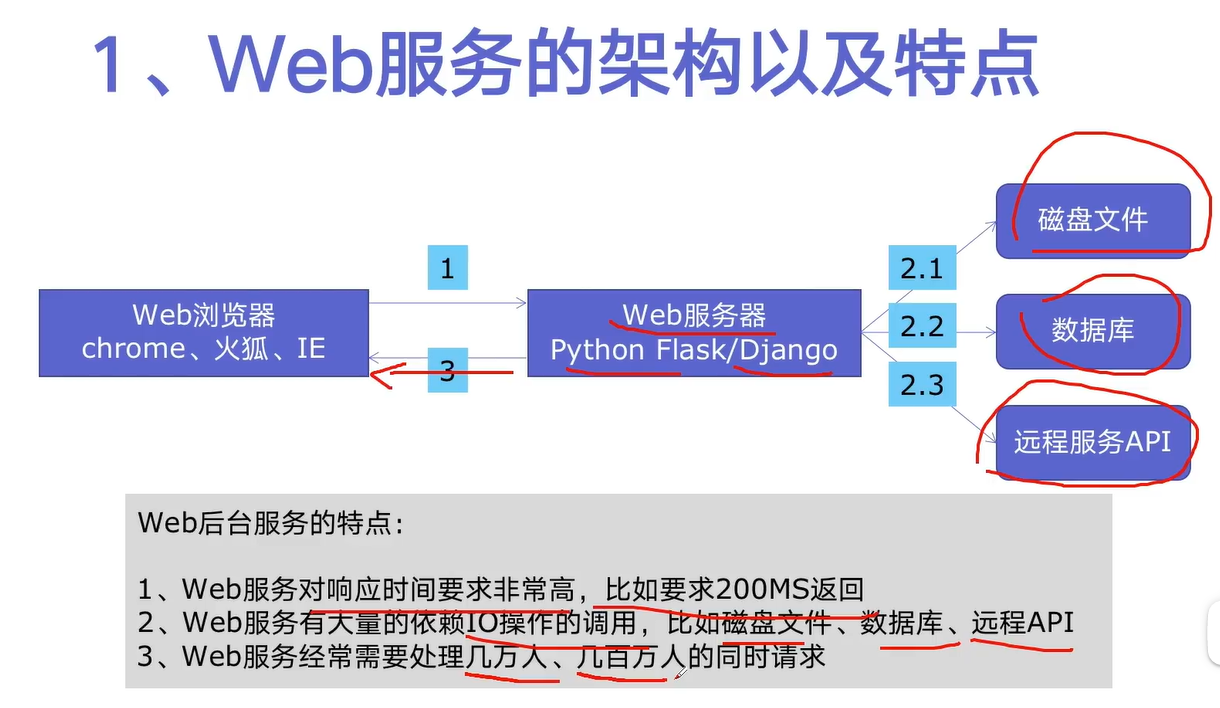 1、Web服务的架构以及特点
磁盘文件
1
2.1
Web浏览器
chrome、火狐、IE
Web服务器
Python Flask/Django
2.2
数据库
3
2.3
远程服务API
Web后台服务的特点:
1、Web服务对响应时间要求非常高，比如要求200MS返回
2、Web服务有大量的依赖IO操作的调用，比如磁盘文件、数据库、远程API
3、Web服务经常需要处理几万人、几百万人的同时请求